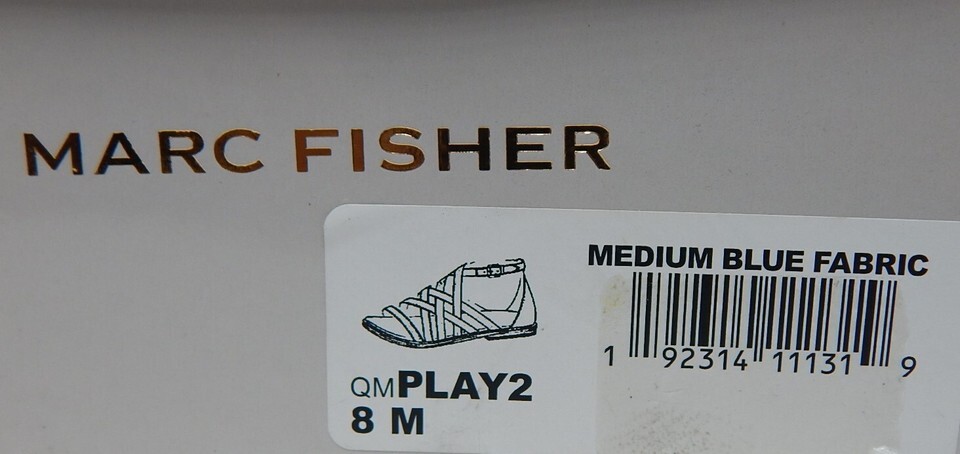 MARC FISHER
MEDIUM BLUE FABRIC
1 92314 11131 9
QMPLAY2
8 M